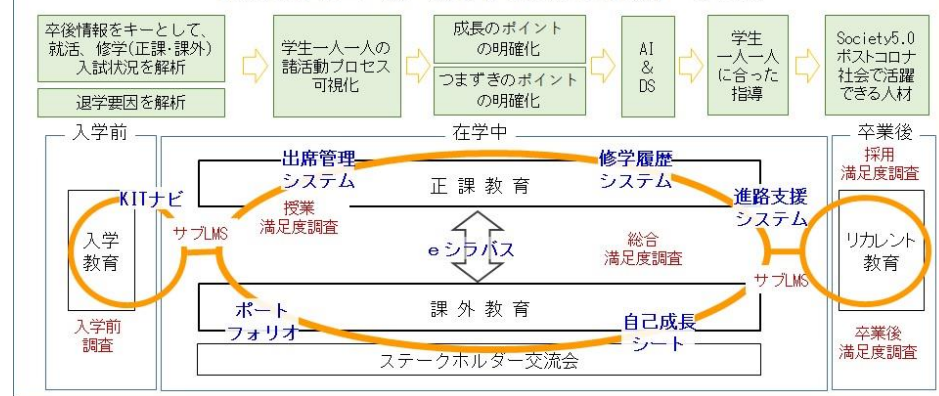 卒後情報をキーとして、
就活、修学(正課・課外)
入試状況を解析
退学要因を解析
学生一人一人の
諸活動プロセス
可視化
成長のポイント
の明確化
つまずきのポイント
の明確化
AI
&
DS
学生
一人一人
に合った
指導
Society5.0
ポストコロナ
社会で活躍
できる人材
入学前
在学中
卒業後
KITナビ
入学
教育
サブLMS
入学前
調査
出席管理
システム
修学履歴
システム
正課教育
授業
満足度調査
eシラバス
総合
満足度調査
進路支援
システム
サブLMS
課外教育
ポート
フォリオ
自己成長
シート
ステークホルダー交流会
採用
満足度調査
リカレント
教育
卒業後
満足度調査